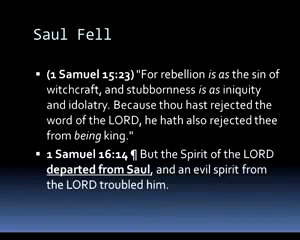 Saul Fell
▪ (1 Samuel 15:23) "For rebellion is as the sin of
witchcraft, and stubbornness is as iniquity
and idolatry. Because thou hast rejected the
word of the LORD, he hath also rejected thee
from being king."
▪ 1 Samuel 16:14 ¶ But the Spirit of the LORD
departed from Saul, and an evil spirit from
the LORD troubled him.